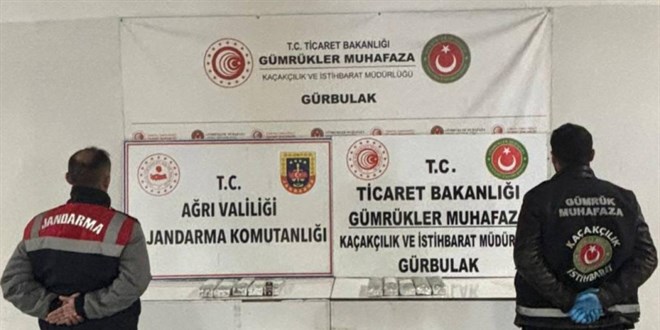 T.C. TİCARET BAKANLIĞI
GÜMRÜKLER MUHAFAZA
KAÇAKÇILIK VE İSTİHBARAT MÜDÜRLÜĞÜ
GÜRBULAK
T.C.
AĞRI VALİLİĞİ
JANDARMA KOMUTANLIĞI
T.C.
TİCARET BAKANLIĞI
GÜMRÜKLER MUHAFAZA
KAÇAKÇILIK VE İSTİHBARAT MÜDÜR
GÜRBULAK
JANDARMA
GÜMRÜK
MUHAFAZA
KAÇAKÇILIK
İSTİHBARAT